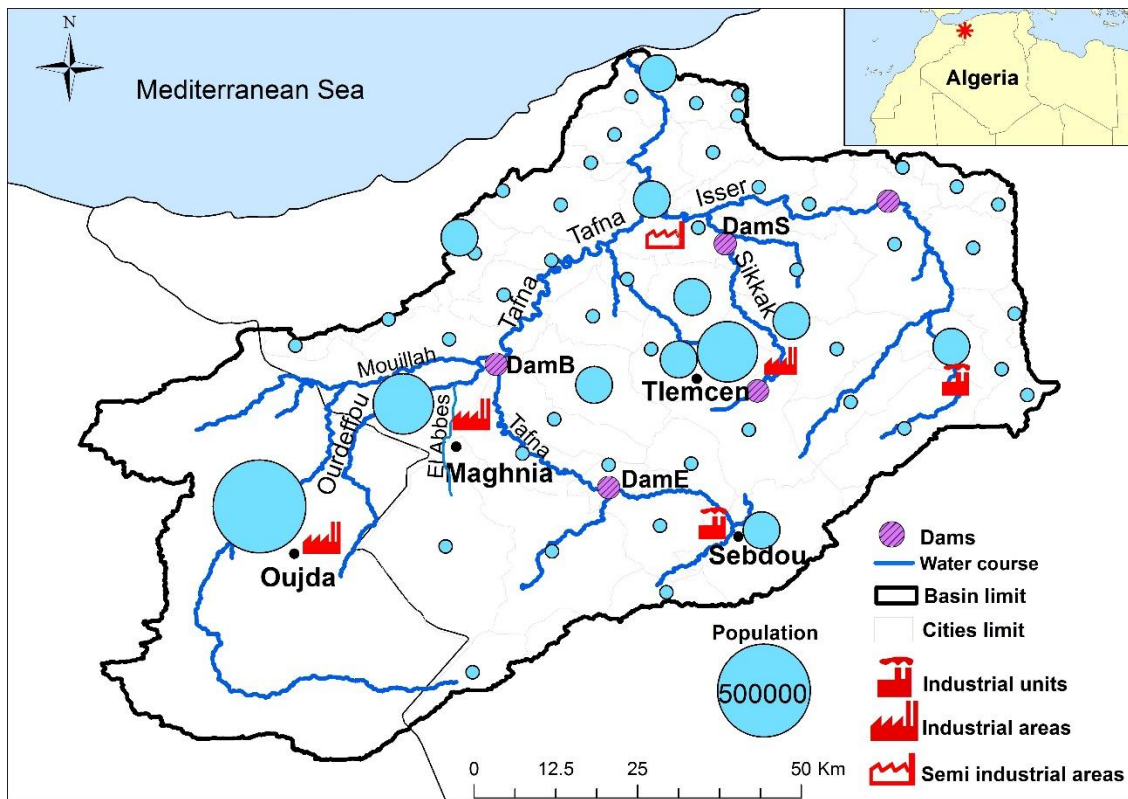 N
Mediterranean Sea
Algeria
Isser
Tafna
DamS
Sikkak
Tafna
Mouillah
DamB
Tlemcen
Ourdeffou
El Abbes
Tafna
Maghnia
DamE
Sebdou
Oujda
Dams
Water course
Basin limit
Cities limit
Population
500000
Industrial units
Industrial areas
Semi industrial areas
0 12.5 25 50 Km